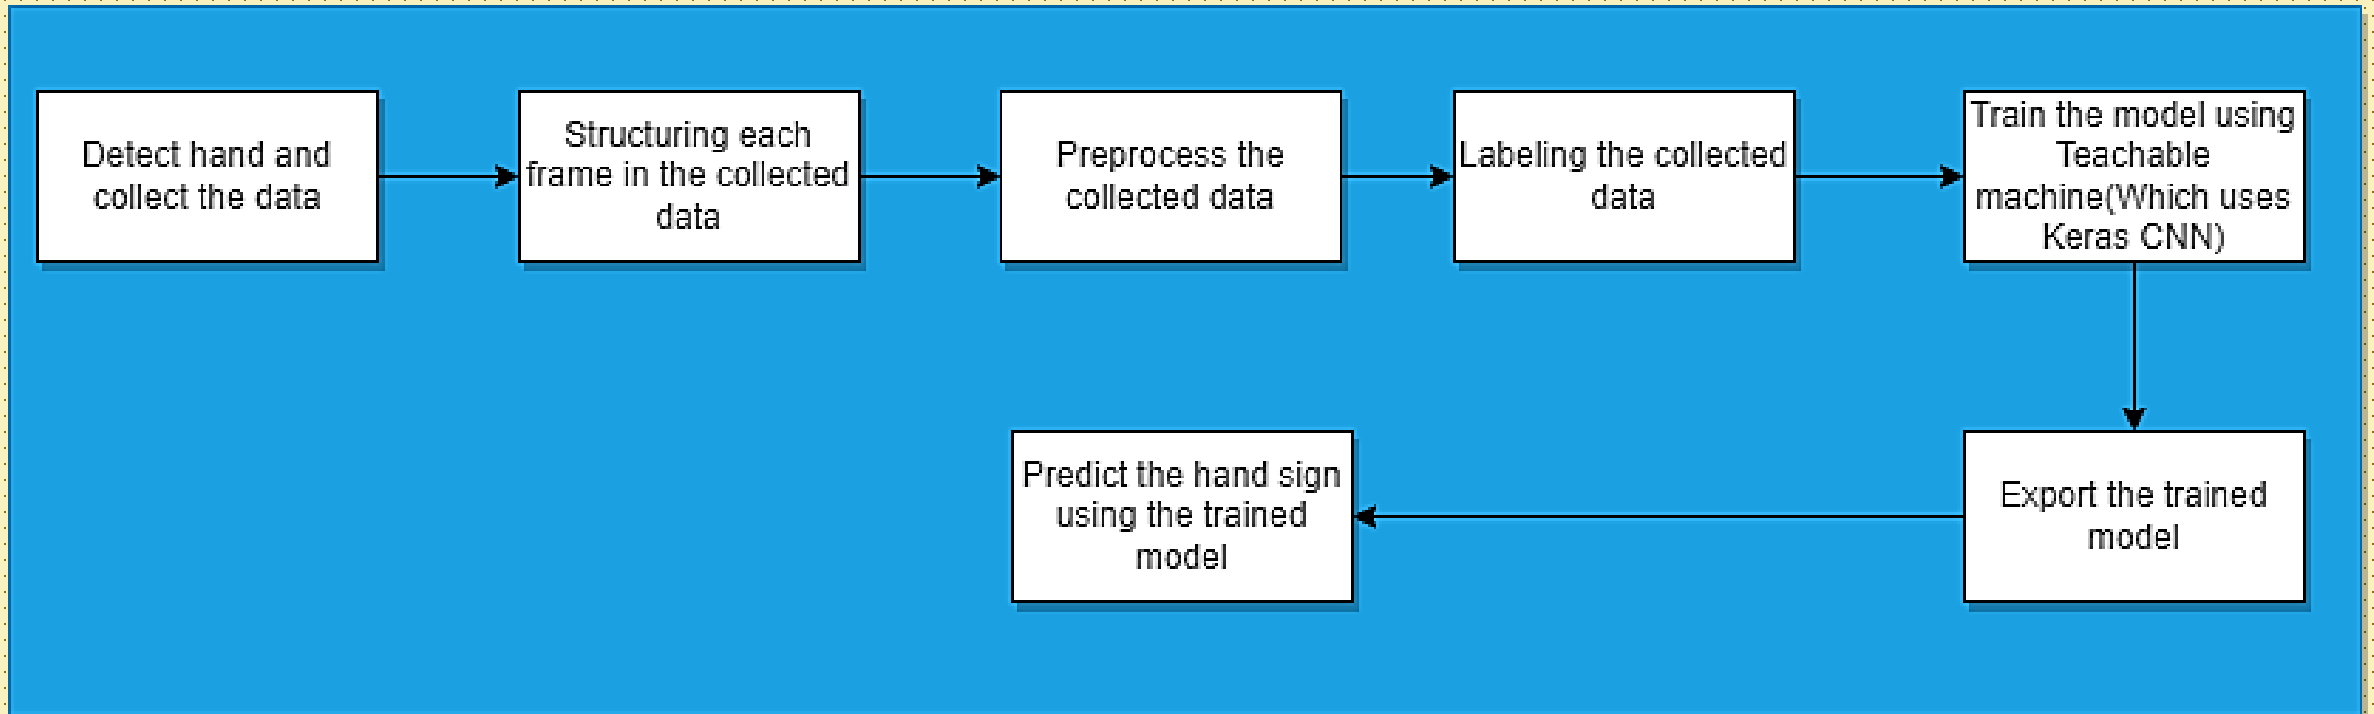 Detect hand and
collect the data
Structuring each
frame in the collected
data
Preprocess the
collected data
Labeling the collected
data
Train the model using
Teachable
machine(Which uses
Keras CNN)
Export the trained
model
Predict the hand sign
using the trained
model